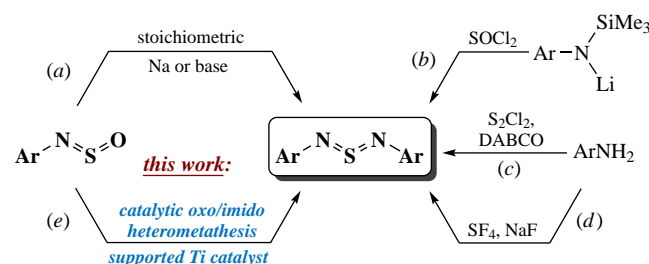 stoichiometric
SiMe3
(a)
Na or base
(b)
SOCl2
Ar
N
Li
N
O
Ar
S
this work:
N
N
Ar
S
Ar
S2Cl2,
DABCO
ArNH2
(c)
(e)
catalytic oxo/imido
heterometathesis
supported Ti catalyst
SF4, NaF
(d)